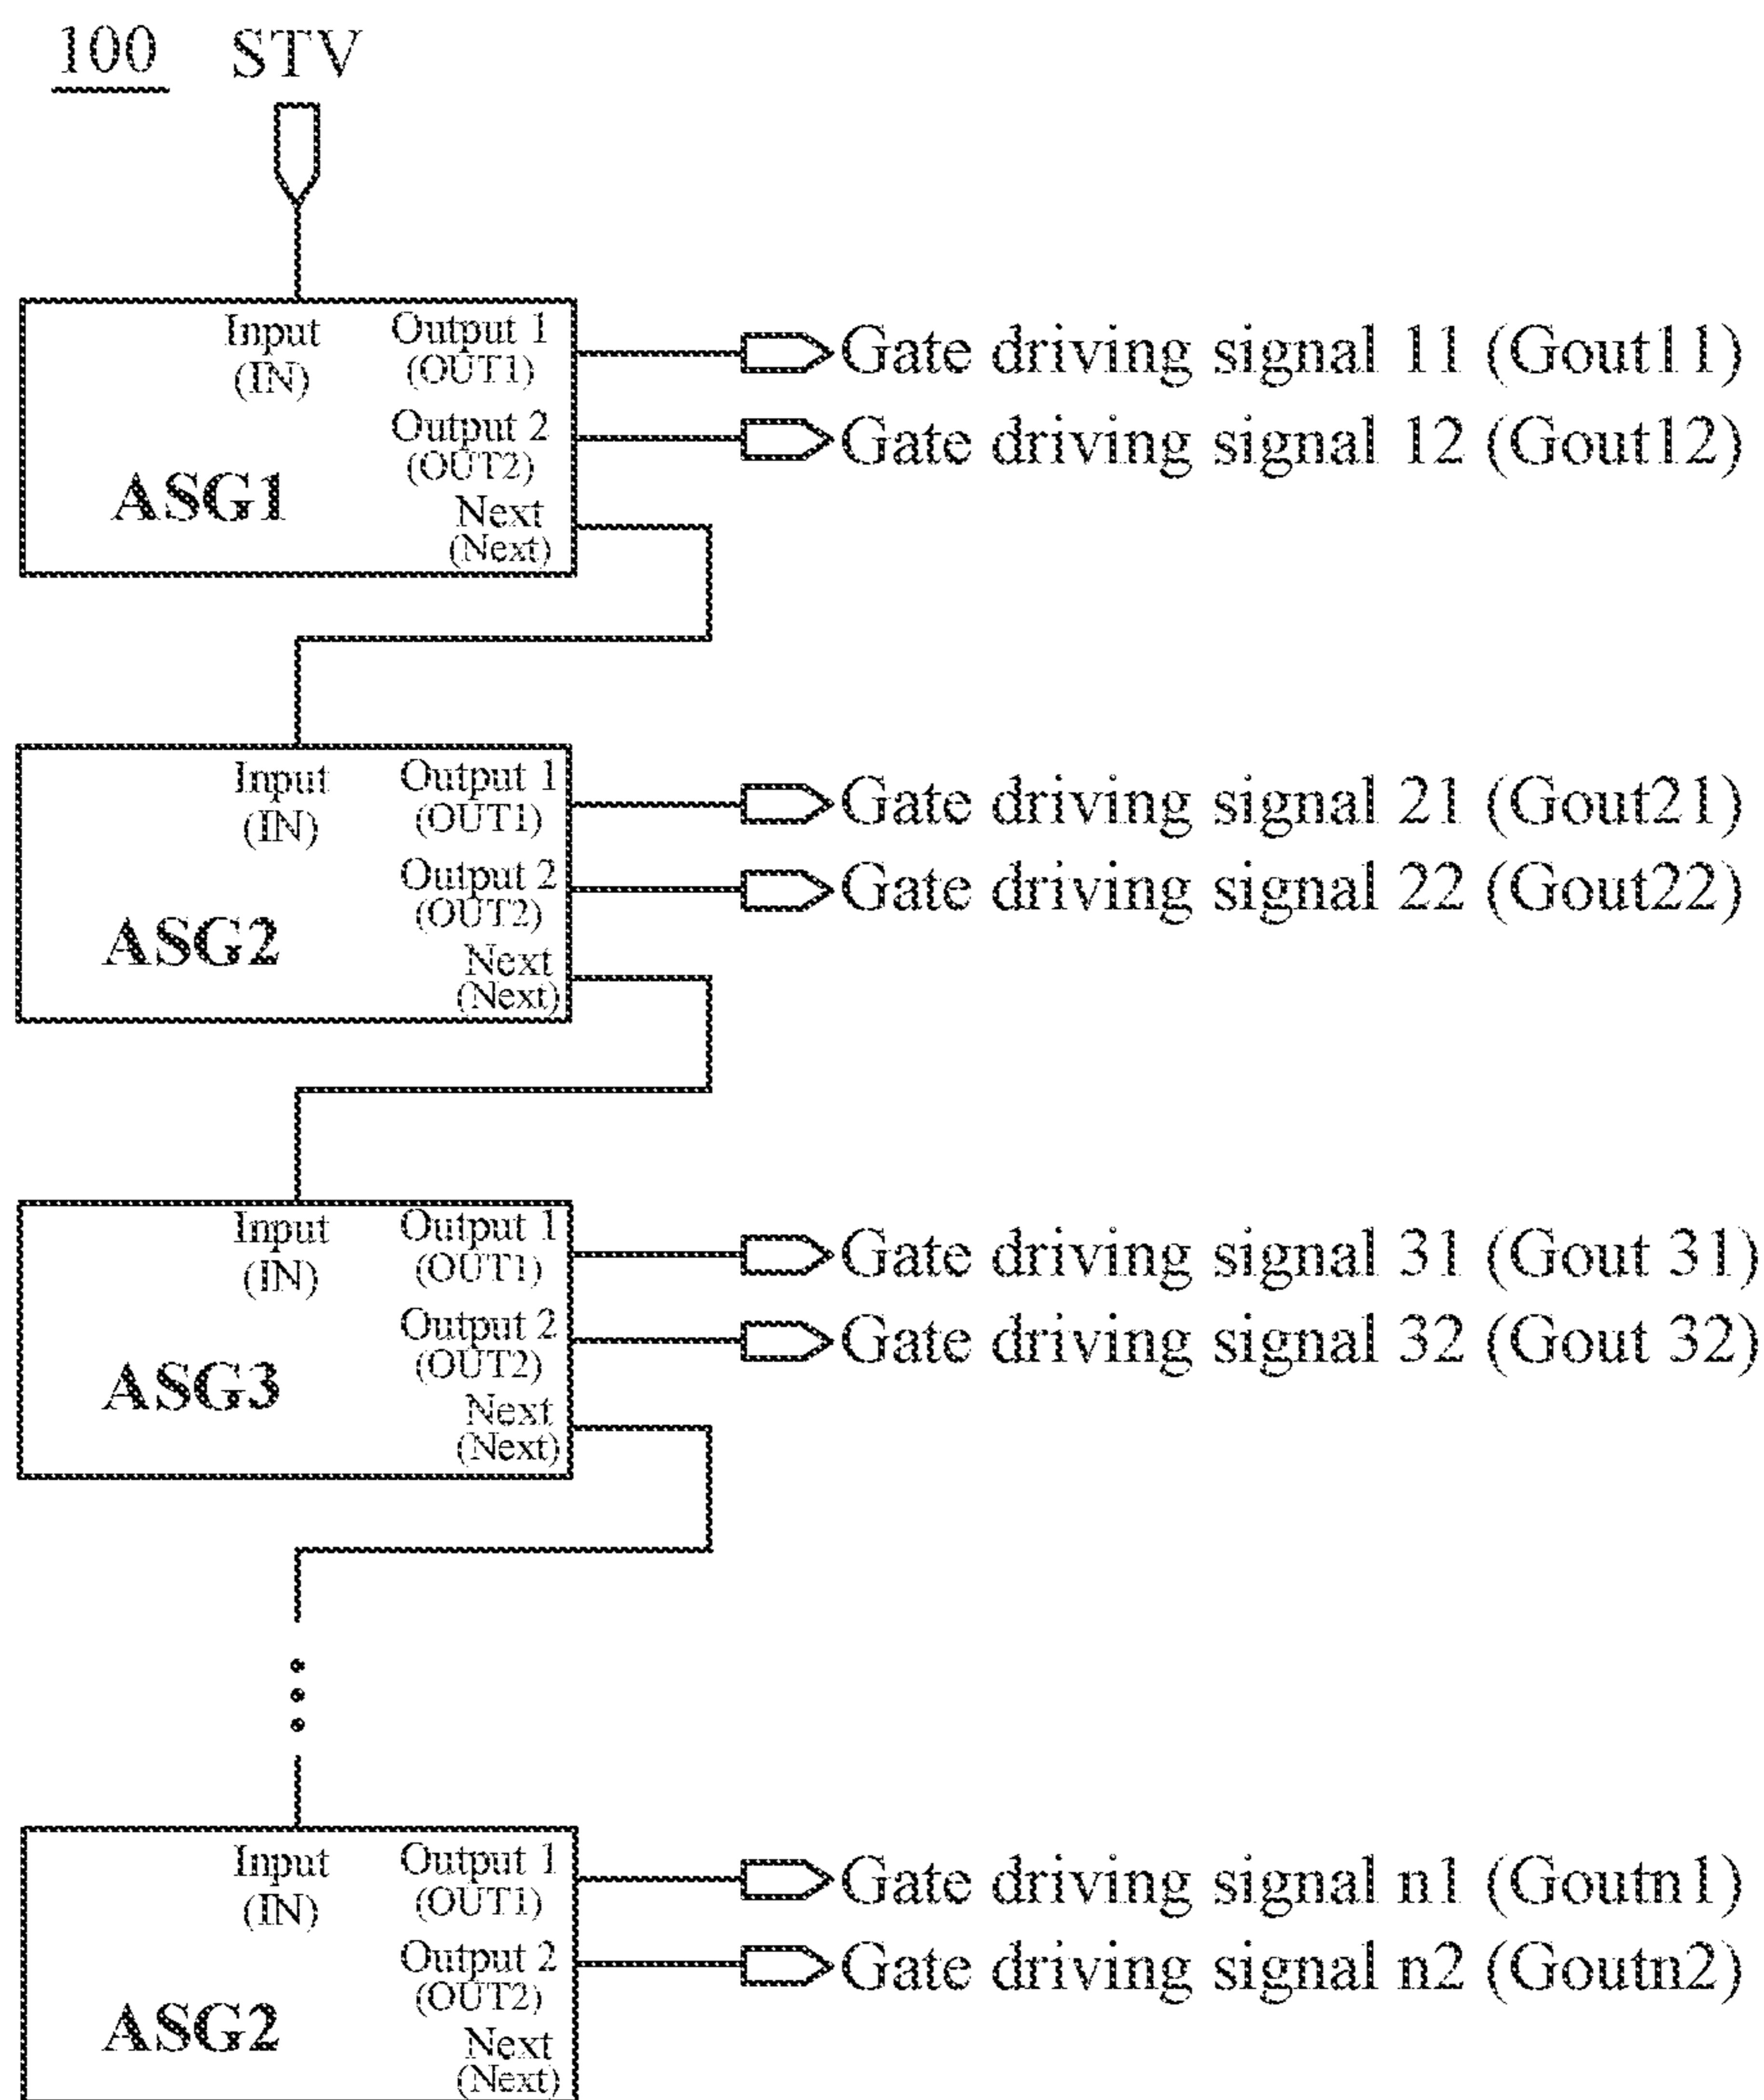 100 STV
Input
(IN)
Output 1
(OUT1)
Gate driving signal 11 (Gout11)
Output 2
(OUT2)
Gate driving signal 12 (Gout12)
ASG1
Next
(Next)
Input
(IN)
Output 1
(OUT1)
Gate driving signal 21 (Gout21)
Output 2
(OUT2)
Gate driving signal 22 (Gout22)
ASG2
Next
(Next)
Input
(IN)
Output 1
(OUT1)
Gate driving signal 31 (Gout 31)
Output 2
(OUT2)
Gate driving signal 32 (Gout 32)
ASG3
Next
(Next)
Input
(IN)
Output 1
(OUT1)
Gate driving signal n1 (Goutn1)
Output 2
(OUT2)
Gate driving signal n2 (Goutn2)
ASG2
Next
(Next)